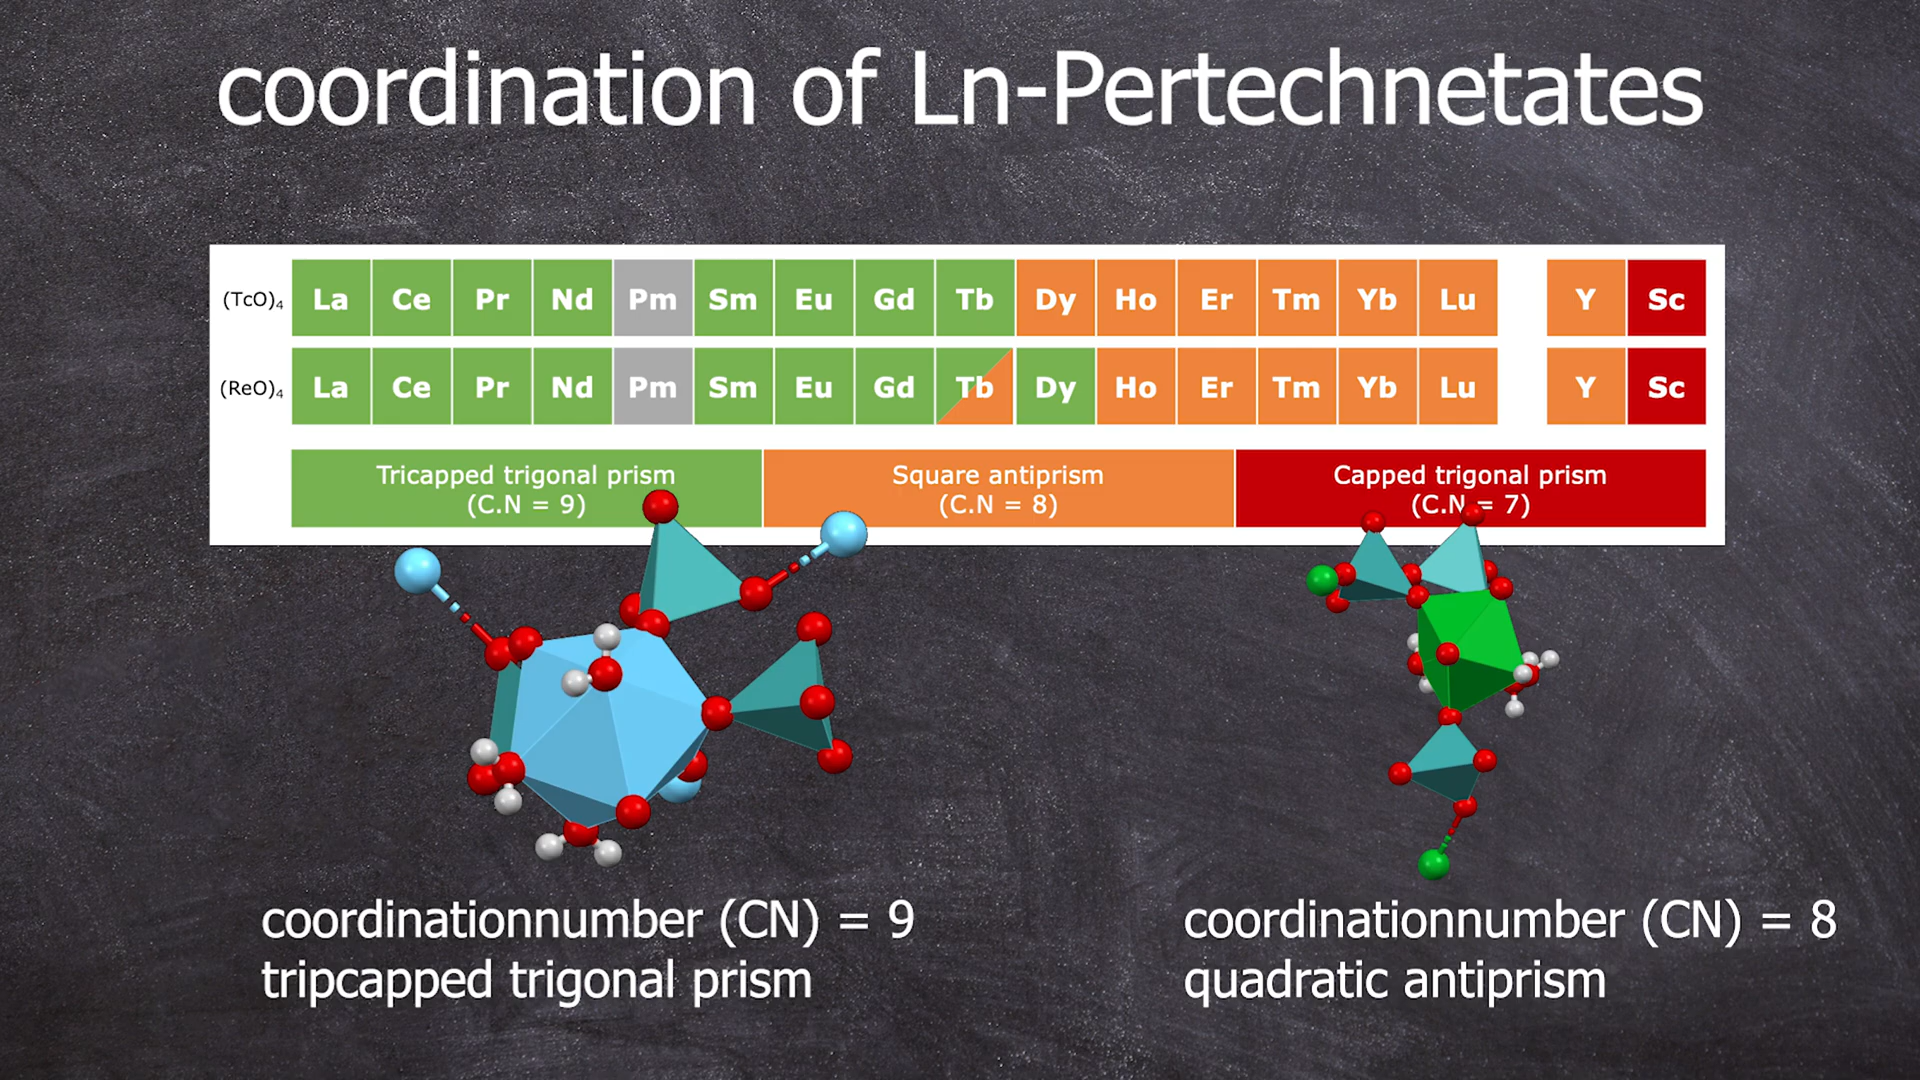 coordination of Ln-Pertechnetates
(TcO)₄ La Ce Pr Nd Pm Sm Eu Gd Tb Dy Ho Er Tm Yb Lu Y Sc
(ReO)₄ La Ce Pr Nd Pm Sm Eu Gd Tb Dy Ho Er Tm Yb Lu Y Sc
Tricapped trigonal prism
(C.N = 9)
Square antiprism
(C.N = 8)
Capped trigonal prism
(C.N = 7)
coordinationnumber (CN) = 9
tripcapped trigonal prism
coordinationnumber (CN) = 8
quadratic antiprism